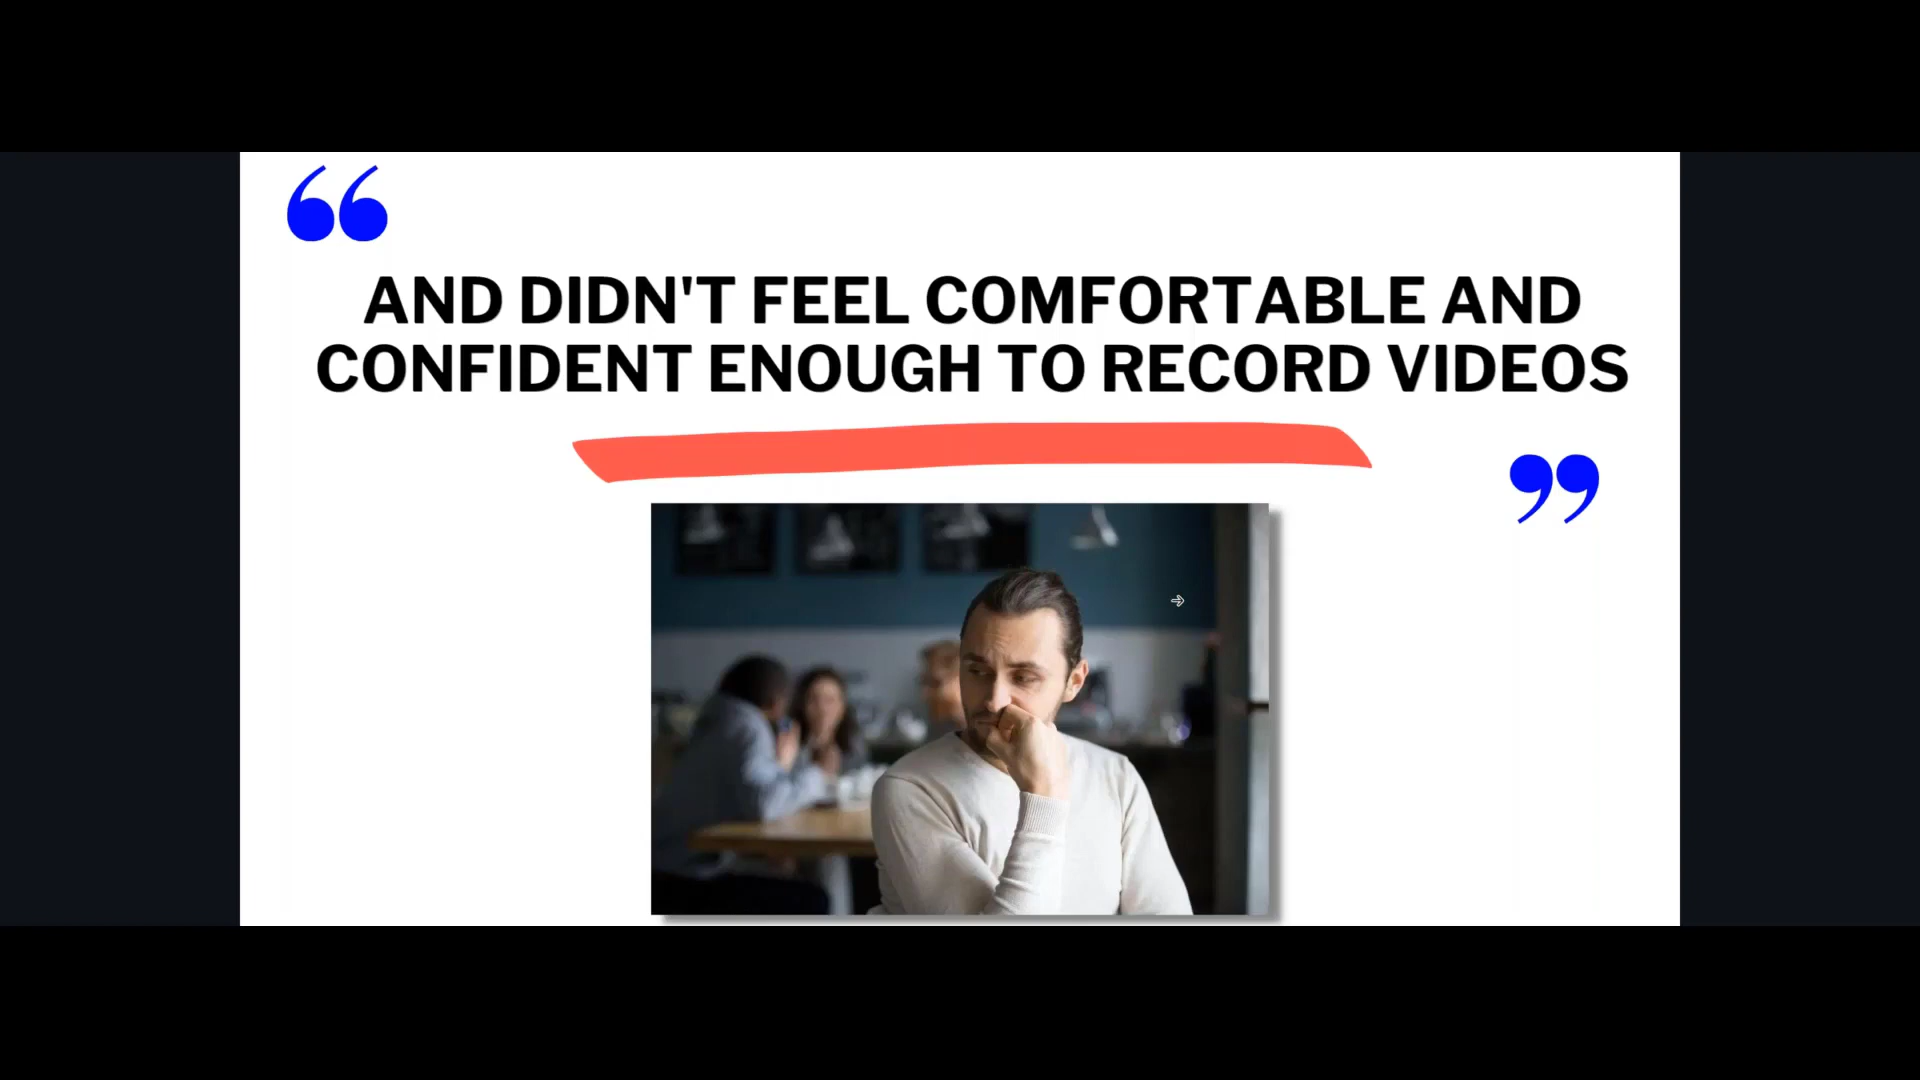 “
AND DIDN'T FEEL COMFORTABLE AND
CONFIDENT ENOUGH TO RECORD VIDEOS
”